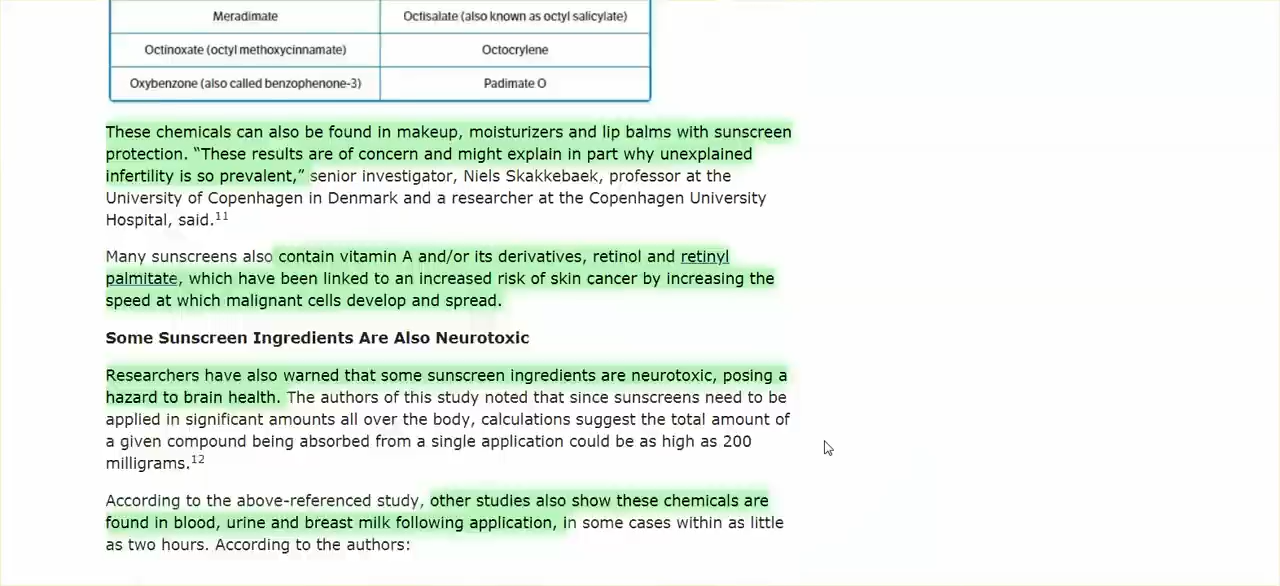 Meradimate
Octisalate (also known as octyl salicylate)
Octinoxate (octyl methoxycinnamate)
Octocrylene
Oxybenzone (also called benzophenone-3)
Padimate O
These chemicals can also be found in makeup, moisturizers and lip balms with sunscreen
protection. “These results are of concern and might explain in part why unexplained
infertility is so prevalent,” senior investigator, Niels Skakkebaek, professor at the
University of Copenhagen in Denmark and a researcher at the Copenhagen University
Hospital, said.11
Many sunscreens also contain vitamin A and/or its derivatives, retinol and retinyl
palmitate, which have been linked to an increased risk of skin cancer by increasing the
speed at which malignant cells develop and spread.
Some Sunscreen Ingredients Are Also Neurotoxic
Researchers have also warned that some sunscreen ingredients are neurotoxic, posing a
hazard to brain health. The authors of this study noted that since sunscreens need to be
applied in significant amounts all over the body, calculations suggest the total amount of
a given compound being absorbed from a single application could be as high as 200
milligrams.12
According to the above-referenced study, other studies also show these chemicals are
found in blood, urine and breast milk following application, in some cases within as little
as two hours. According to the authors: